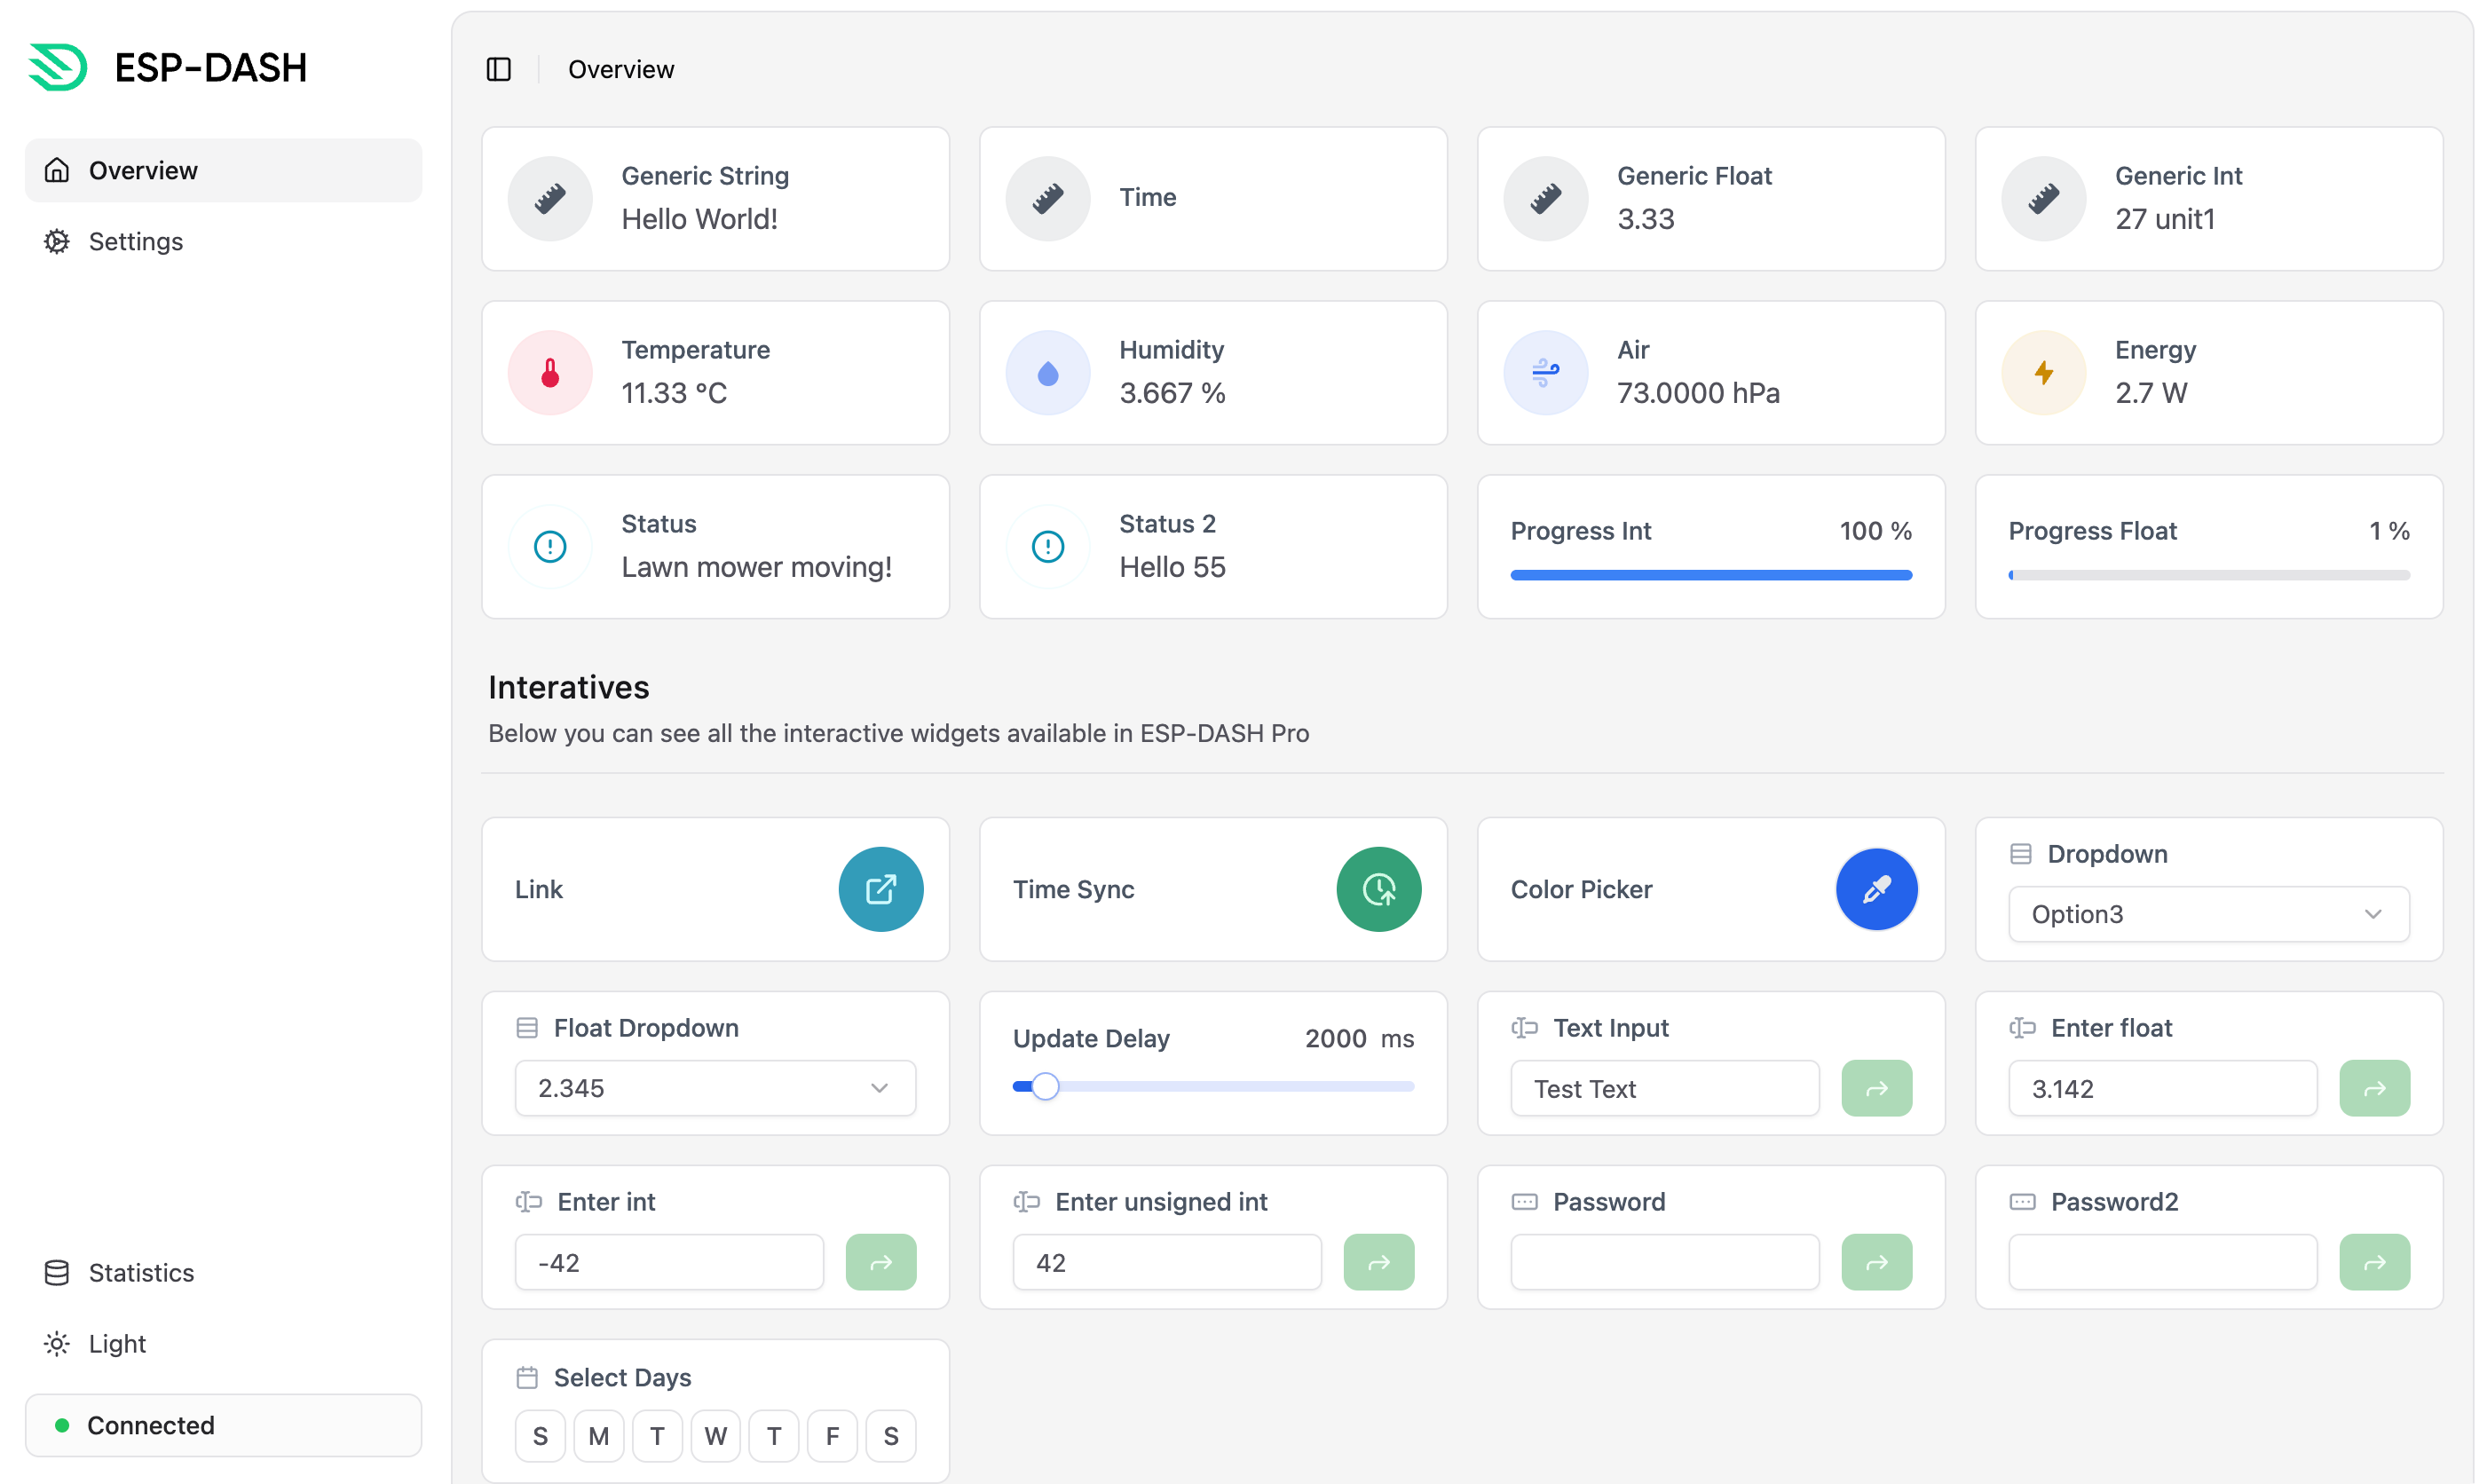 ESP-DASH
Overview
Settings
Statistics
Light
Connected
Overview
Generic String
Hello World!
Time
Generic Float
3.33
Generic Int
27 unit1
Temperature
11.33 °C
Humidity
3.667 %
Air
73.0000 hPa
Energy
2.7 W
Status
Lawn mower moving!
Status 2
Hello 55
Progress Int 100 %
Progress Float 1 %
Interatives
Below you can see all the interactive widgets available in ESP-DASH Pro
Link
Time Sync
Color Picker
Dropdown
Option3
Float Dropdown
2.345
Update Delay 2000 ms
Text Input
Test Text
Enter float
3.142
Enter int
-42
Enter unsigned int
42
Password
Password2
Select Days
S M T W T F S